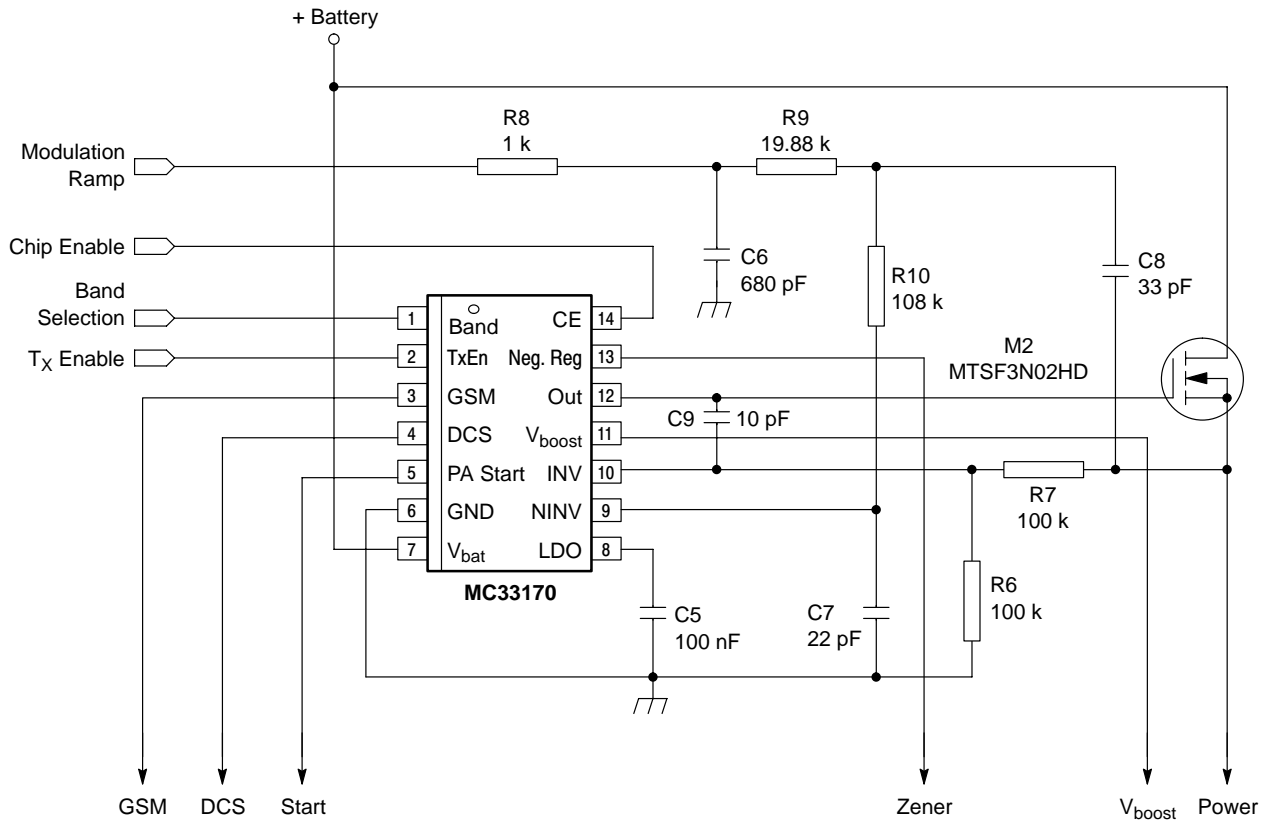 + Battery
Modulation
Ramp
R8
1 k
R9
19.88 k
Chip Enable
Band
Selection
TX Enable
C6
680 pF
R10
108 k
C8
33 pF
M2
MTSF3N02HD
1 Band CE 14
2 TxEn Neg. Reg 13
3 GSM Out 12
4 DCS Vboost 11
5 PA Start INV 10
6 GND NINV 9
7 Vbat LDO 8
MC33170
C9 10 pF
R7
100 k
R6
100 k
C5
100 nF
C7
22 pF
GSM DCS Start Zener Vboost Power